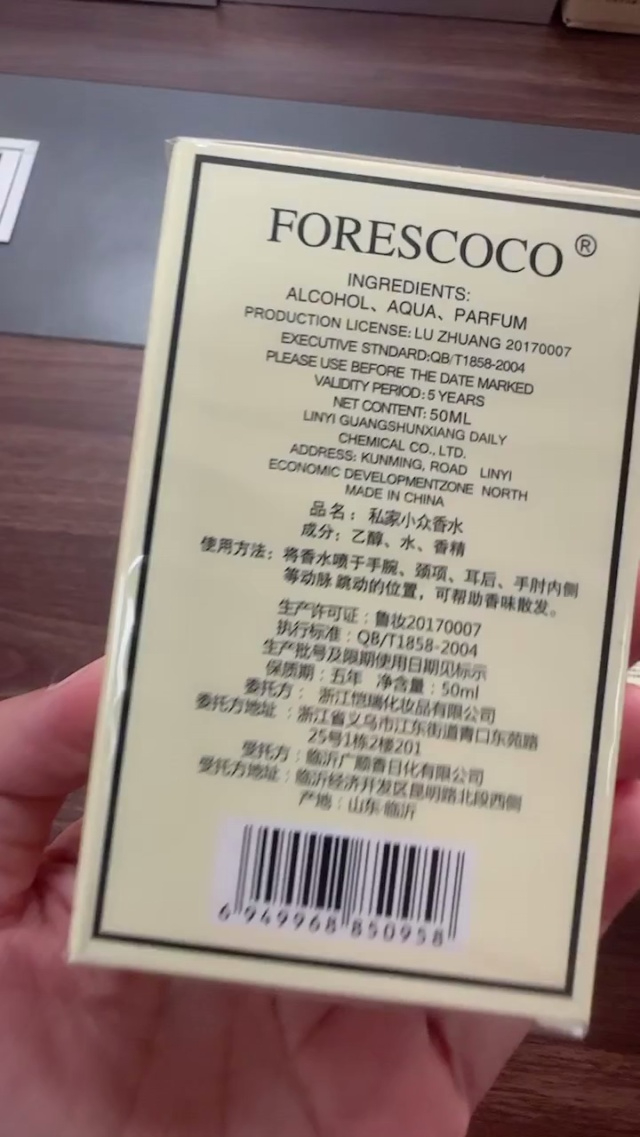 FORESCOCO ®
INGREDIENTS:
ALCOHOL、AQUA、PARFUM
PRODUCTION LICENSE: LU ZHUANG 20170007
EXECUTIVE STNDARD:QB/T1858-2004
PLEASE USE BEFORE THE DATE MARKED
VALIDITY PERIOD: 5 YEARS
NET CONTENT: 50ML
LINYI GUANGSHUNXIANG DAILY
CHEMICAL CO., LTD.
ADDRESS: KUNMING, ROAD LINYI
ECONOMIC DEVELOPMENTZONE NORTH
MADE IN CHINA
品名：私家小众香水
成分：乙醇、水、香精
使用方法：将香水喷于手腕、颈项、耳后、手肘内侧
等动脉 跳动的位置，可帮助香味散发。
生产许可证：鲁妆20170007
执行标准：QB/T1858-2004
生产批号及限期使用日期见标示
保质期：五年 净含量：50ml
委托方：浙江恺瑞化妆品有限公司
委托方地址：浙江省义乌市江东街道青口东苑路
25号1栋2楼201
受托方：临沂广顺香日化有限公司
受托方地址：临沂经济开发区昆明路北段西侧
产地：山东·临沂
6 949968 850958